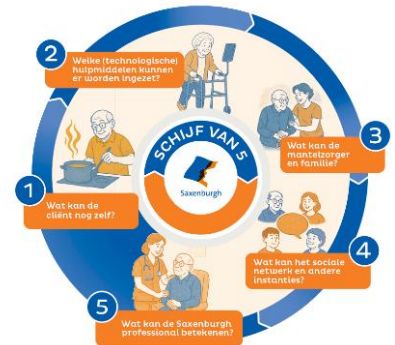 SCHIJF VAN 5
Saxenburgh
1
Wat kan de
cliënt nog zelf?
2
Welke (technologische)
hulpmiddelen kunnen
er worden ingezet?
3
Wat kan de
mantelzorger
en familie?
4
Wat kan het sociale
netwerk en andere
instanties?
5
Wat kan de Saxenburgh
professional betekenen?